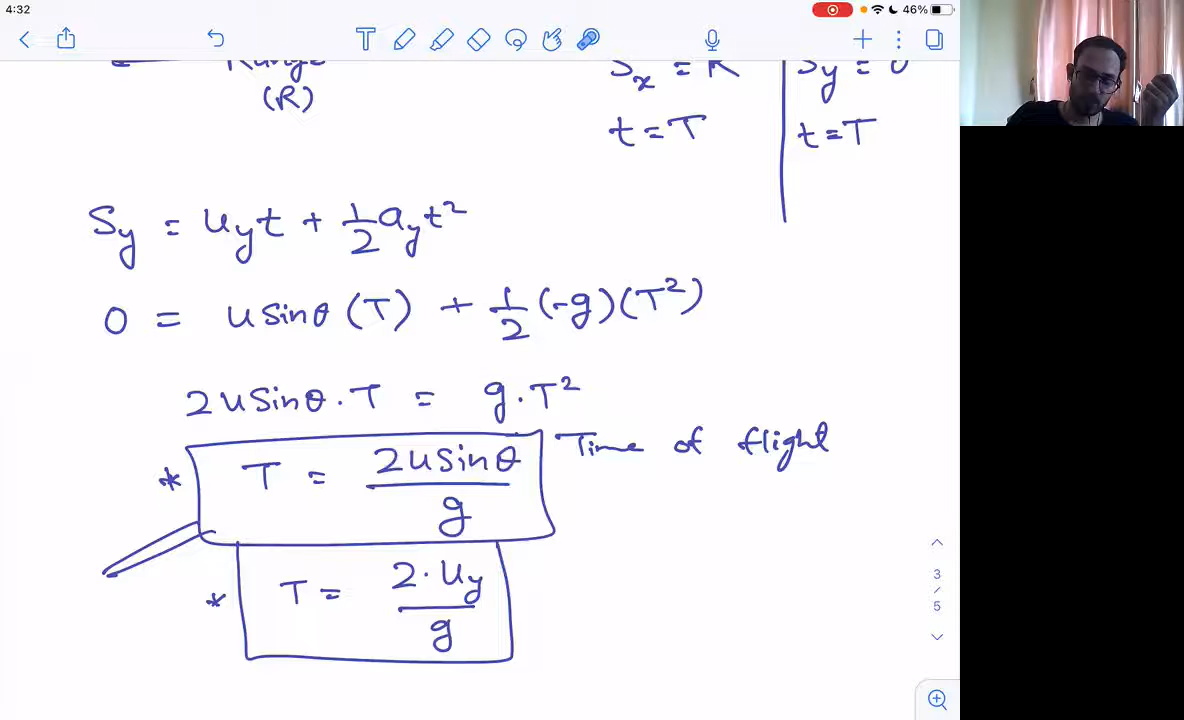 4:32
46%
Range
(R)
Sx = R
Sy = 0
t = T
t = T
Sy = uyt + 1/2 ayt²
0 = u Sinθ (T) + 1/2 (-g)(T²)
2u Sinθ · T = g · T²
* T = 2u Sinθ / g Time of flight
* T = 2 · uy / g
3
/
5